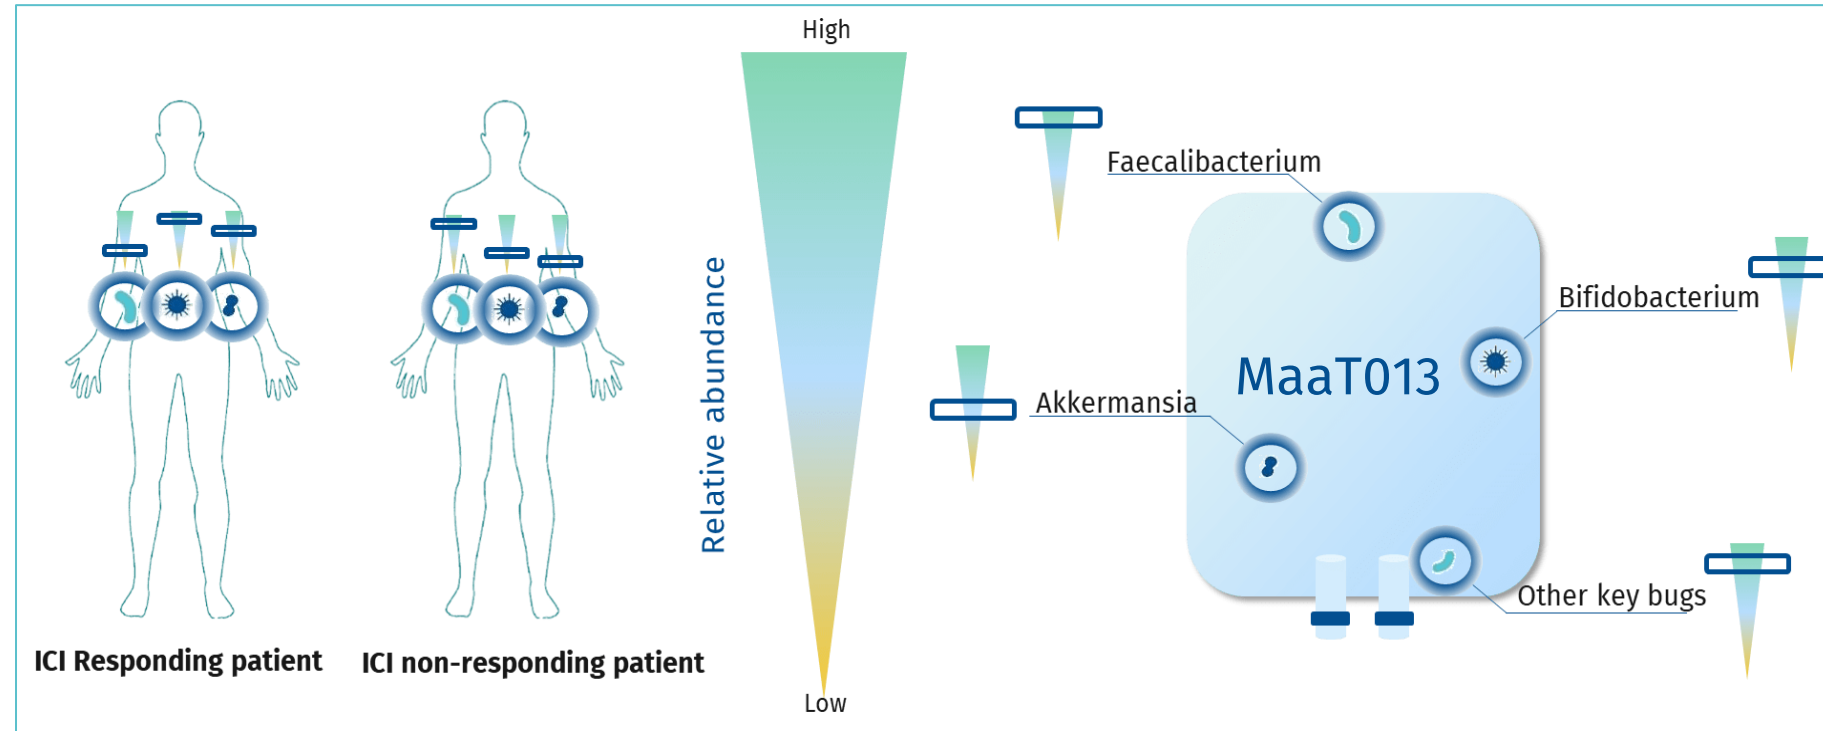 High
Faecalibacterium
Bifidobacterium
MaaT013
Akkermansia
Relative abundance
Other key bugs
ICI Responding patient
ICI non-responding patient
Low